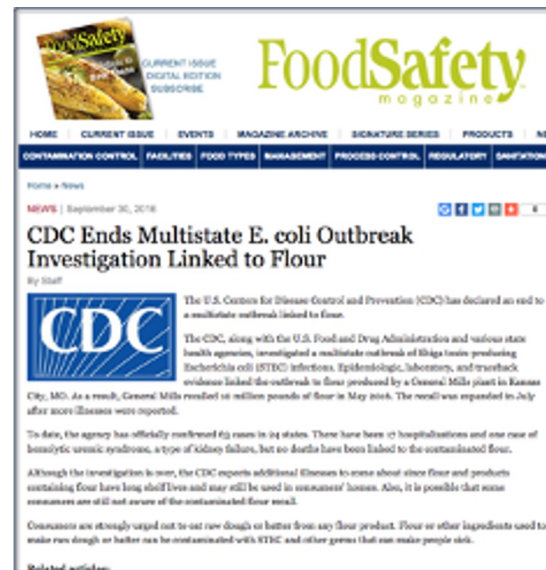 FoodSafety
CURRENT ISSUE
DIGITAL EDITION
SUBSCRIBE
FoodSafety
magazine
HOME CURRENT ISSUE EVENTS MAGAZINE ARCHIVE SIGNATURE SERIES PRODUCTS
CONTAMINATION CONTROL FACILITIES FOOD TYPES MANAGEMENT PROCESS CONTROL REGULATORY SANITATION
Home > News
NEWS | September 30, 2016
CDC Ends Multistate E. coli Outbreak
Investigation Linked to Flour
By Staff
CDC
The U.S. Centers for Disease Control and Prevention (CDC) has declared an end to
a multistate outbreak linked to flour.
The CDC, along with the U.S. Food and Drug Administration and various state
health agencies, investigated a multistate outbreak of Shiga toxin-producing
Escherichia coli (STEC) infections. Epidemiologic, laboratory, and traceback
evidence linked the outbreak to flour produced by a General Mills plant in Kansas
City, MO. As a result, General Mills recalled 10 million pounds of flour in May 2016. The recall was expanded in July
after more illnesses were reported.
To date, the agency has officially confirmed 63 cases in 24 states. There have been 17 hospitalizations and one case of
hemolytic uremic syndrome, a type of kidney failure, but no deaths have been linked to the contaminated flour.
Although the investigation is over, the CDC expects additional illnesses to come about since flour and products
containing flour have long shelf lives and may still be used in consumers' homes. Also, it is possible that some
consumers are still not aware of the contaminated flour recall.
Consumers are strongly urged not to eat raw dough or batter from any flour product. Flour or other ingredients used to
make raw dough or batter can be contaminated with STEC and other germs that can make people sick.
Related articles: